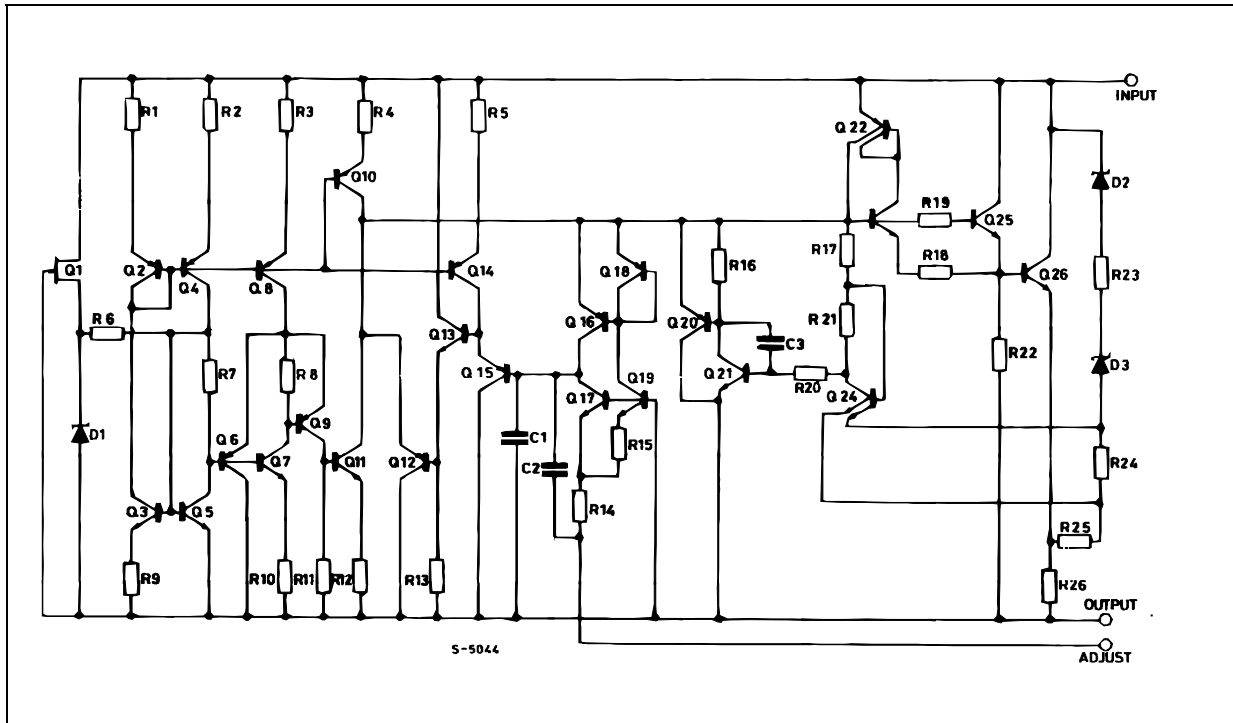 INPUT
R1 R2 R3 R4 R5
Q22
Q10
D2
R19
Q25
R17
R18
Q1 Q2 Q4 Q8 Q14 Q18 R16 Q26 R23
R6 Q13 Q16 Q20 C3 R21
R7 R8 Q15 Q17 Q19 Q21 R20 Q24 R22 D3
D1 Q6 Q9 C1 R15
Q7 Q11 Q12 C2 R24
Q3 Q5 R14
R25
R9 R10 R11 R12 R13 R26
OUTPUT
S-5044
ADJUST